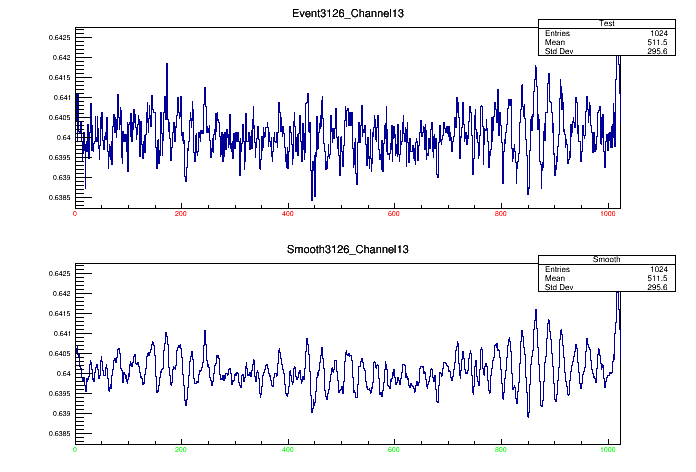 Event3126_Channel13
Test
Entries 1024
Mean 511.5
Std Dev 295.6
0.6425
0.642
0.6415
0.641
0.6405
0.64
0.6395
0.639
0.6385
0 200 400 600 800 1000
Smooth3126_Channel13
Smooth
Entries 1024
Mean 511.5
Std Dev 295.6
0.6425
0.642
0.6415
0.641
0.6405
0.64
0.6395
0.639
0.6385
0 200 400 600 800 1000